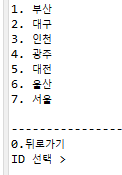 1. 부산
2. 대구
3. 인천
4. 광주
5. 대전
6. 울산
7. 서울
----------------
0.뒤로가기
ID 선택 >